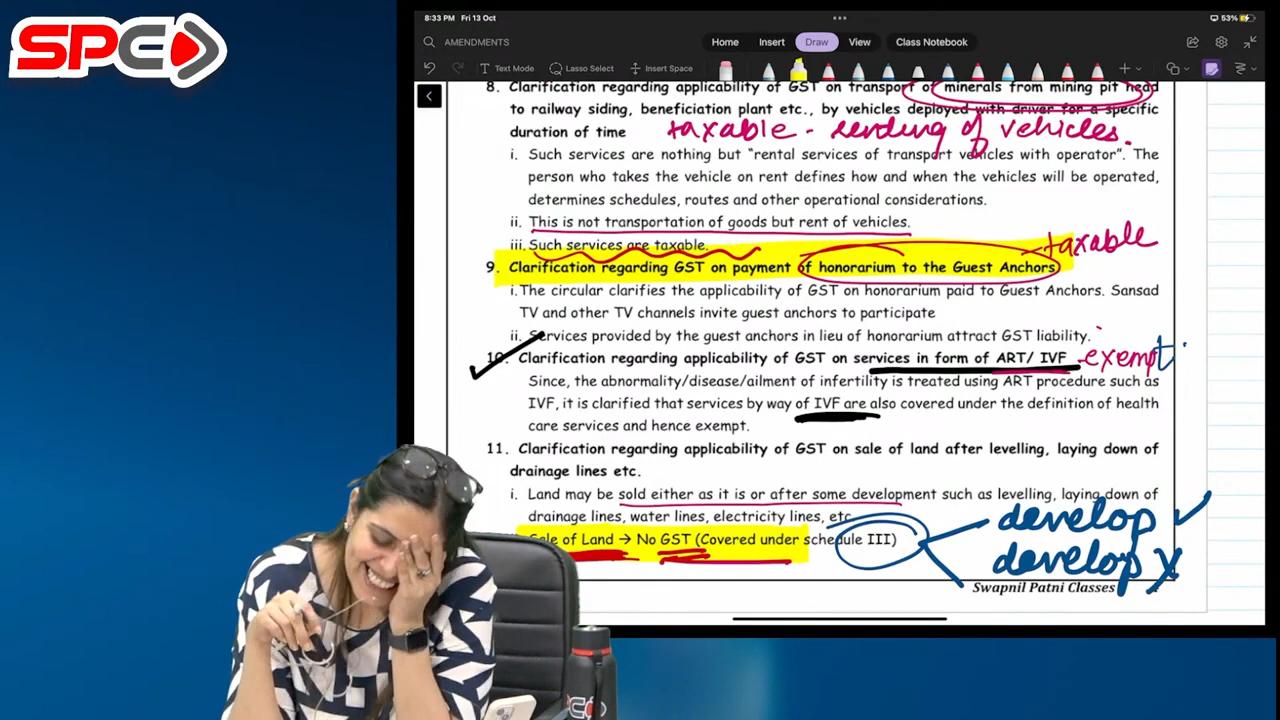 SPC
8:33 PM Fri 13 Oct
53%
AMENDMENTS
Home Insert Draw View Class Notebook
Text Mode Lasso Select Insert Space
8. Clarification regarding applicability of GST on transport of minerals from mining pit head
to railway siding, beneficiation plant etc., by vehicles deployed with driver for a specific
duration of time taxable - rending of vehicles.
i. Such services are nothing but "rental services of transport vehicles with operator". The
person who takes the vehicle on rent defines how and when the vehicles will be operated,
determines schedules, routes and other operational considerations.
ii. This is not transportation of goods but rent of vehicles.
iii. Such services are taxable. taxable
9. Clarification regarding GST on payment of honorarium to the Guest Anchors
i. The circular clarifies the applicability of GST on honorarium paid to Guest Anchors. Sansad
TV and other TV channels invite guest anchors to participate
ii. Services provided by the guest anchors in lieu of honorarium attract GST liability.
10. Clarification regarding applicability of GST on services in form of ART/ IVF - exempt
Since, the abnormality/disease/ailment of infertility is treated using ART procedure such as
IVF, it is clarified that services by way of IVF are also covered under the definition of health
care services and hence exempt.
11. Clarification regarding applicability of GST on sale of land after levelling, laying down of
drainage lines etc.
i. Land may be sold either as it is or after some development such as levelling, laying down of
drainage lines, water lines, electricity lines, etc. develop ✓
Sale of Land → No GST (Covered under schedule III)
develop X
Swapnil Patni Classes